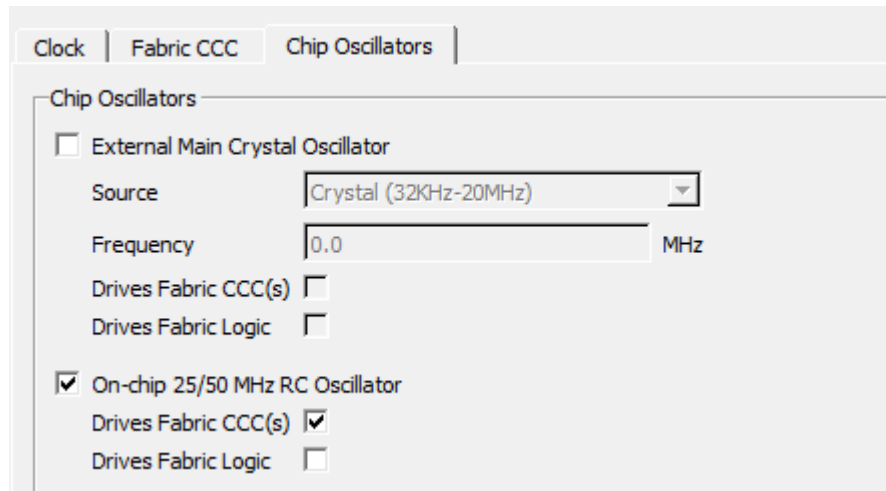 Clock Fabric CCC Chip Oscillators
Chip Oscillators
External Main Crystal Oscillator
Source Crystal (32KHz-20MHz)
Frequency 0.0 MHz
Drives Fabric CCC(s)
Drives Fabric Logic
On-chip 25/50 MHz RC Oscillator
Drives Fabric CCC(s)
Drives Fabric Logic